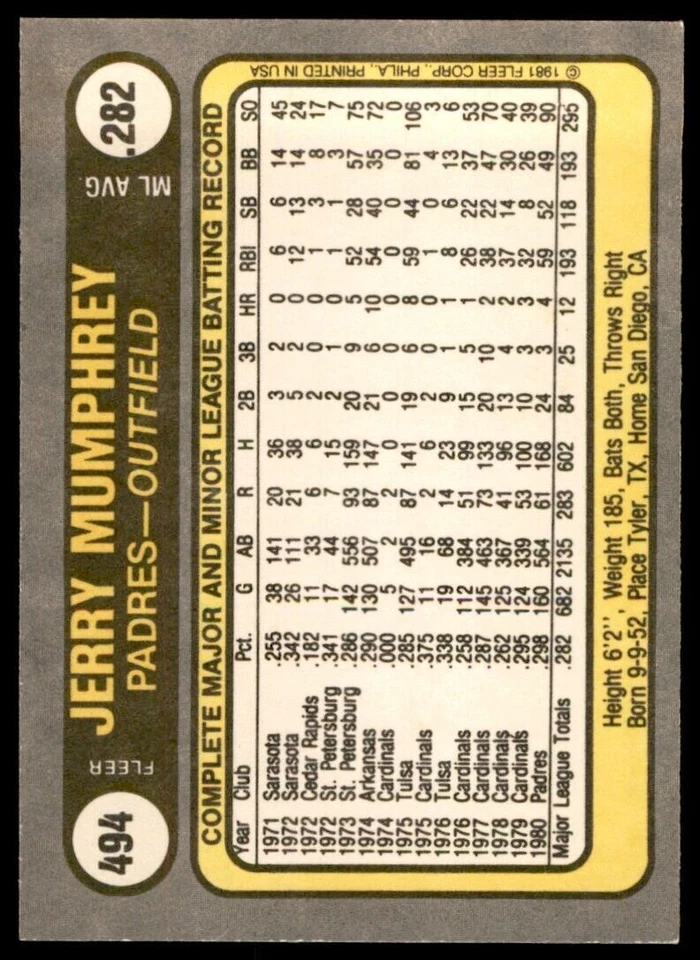 494
FLEER
JERRY MUMPHREY
PADRES—OUTFIELD
ML AVG.
.282
COMPLETE MAJOR AND MINOR LEAGUE BATTING RECORD
Year Club Pct. G AB R H 2B 3B HR RBI SB BB SO
1971 Sarasota .255 38 141 20 36 3 2 0 6 6 14 45
1972 Sarasota .342 26 111 21 38 5 2 0 12 13 14 24
1972 Cedar Rapids .182 11 33 6 6 2 0 0 1 3 8 17
1972 St. Petersburg .341 17 44 7 15 2 1 0 1 1 3 7
1973 St. Petersburg .286 142 556 93 159 20 9 5 52 28 57 75
1974 Arkansas .290 130 507 87 147 21 6 10 54 40 35 72
1974 Cardinals .000 5 2 2 0 0 0 0 0 0 0 0
1975 Tulsa .285 127 495 87 141 19 6 8 59 44 81 106
1975 Cardinals .375 11 16 2 6 2 0 0 1 0 4 3
1976 Tulsa .338 19 68 14 23 9 1 1 8 6 13 6
1976 Cardinals .258 112 384 51 99 15 5 1 26 22 37 53
1977 Cardinals .287 145 463 73 133 20 10 2 38 22 47 70
1978 Cardinals .262 125 367 41 96 13 4 2 37 14 30 40
1979 Cardinals .295 124 339 53 100 10 3 3 32 8 26 39
1980 Padres .298 160 564 61 168 24 3 4 59 52 49 90
Major League Totals .282 682 2135 283 602 84 25 12 193 118 193 295
Height 6'2'', Weight 185, Bats Both, Throws Right
Born 9-9-52, Place Tyler, TX, Home San Diego, CA
© 1981 FLEER CORP., PHILA., PRINTED IN USA